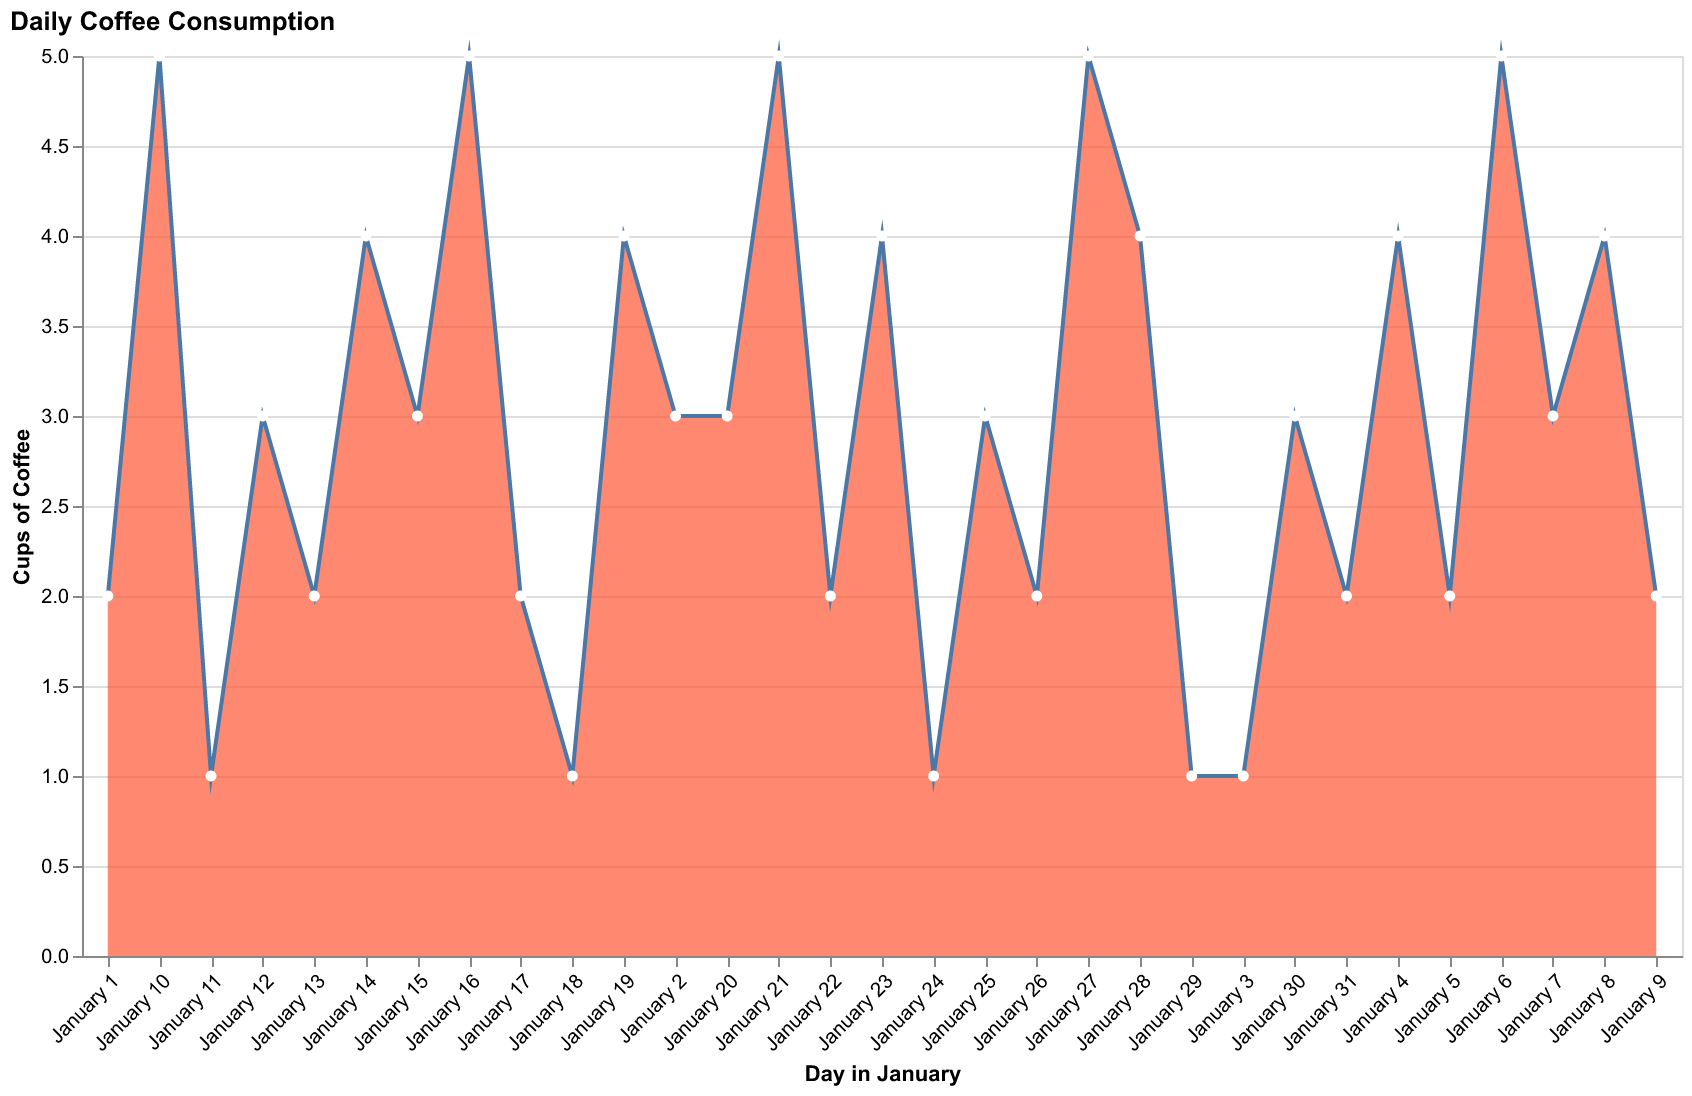 Daily Coffee Consumption
5.0
4.5
4.0
3.5
3.0
2.5
2.0
1.5
1.0
0.5
0.0
Cups of Coffee
January 1
January 10
January 11
January 12
January 13
January 14
January 15
January 16
January 17
January 18
January 19
January 2
January 20
January 21
January 22
January 23
January 24
January 25
January 26
January 27
January 28
January 29
January 3
January 30
January 31
January 4
January 5
January 6
January 7
January 8
January 9
Day in January